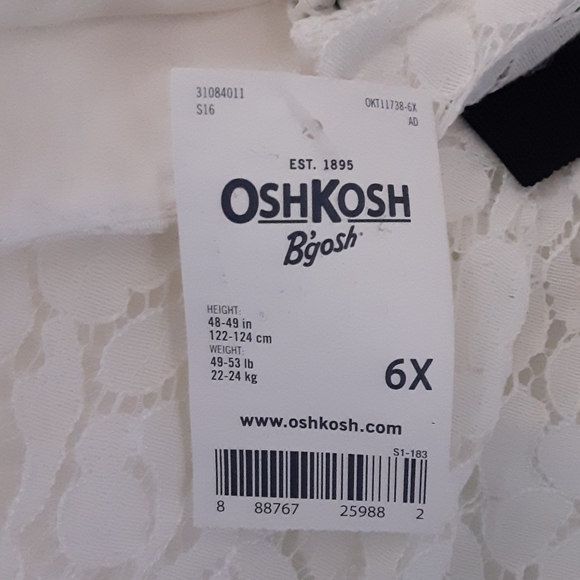 31084011
S16
OKT11738-6X
AD
EST. 1895
OSHKOSH
B'gosh
HEIGHT:
48-49 in
122-124 cm
WEIGHT:
49-53 lb
22-24 kg
6X
www.oshkosh.com
S1-183
8 88767 25988 2